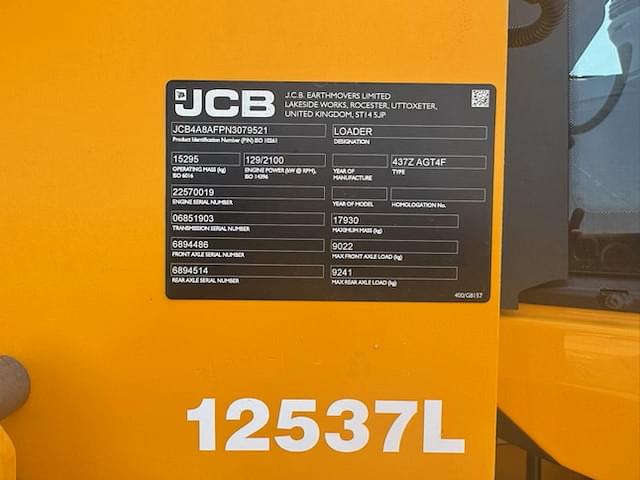 JCB
J.C.B. EARTHMOVERS LIMITED
LAKESIDE WORKS, ROCESTER, UTTOXETER,
UNITED KINGDOM, ST14 5JP
JCB4A8AFPN3079521
Product Identification Number (PIN) ISO 10261
LOADER
DESIGNATION
15295
OPERATING MASS (kg)
ISO 6016
129/2100
ENGINE POWER (kW @ RPM),
ISO 14396
YEAR OF
MANUFACTURE
437Z AGT4F
TYPE
22570019
ENGINE SERIAL NUMBER
YEAR OF MODEL
HOMOLOGATION No.
06851903
TRANSMISSION SERIAL NUMBER
17930
MAXIMUM MASS (kg)
6894486
FRONT AXLE SERIAL NUMBER
9022
MAX FRONT AXLE LOAD (kg)
6894514
REAR AXLE SERIAL NUMBER
9241
MAX REAR AXLE LOAD (kg)
400/G8157
12537L